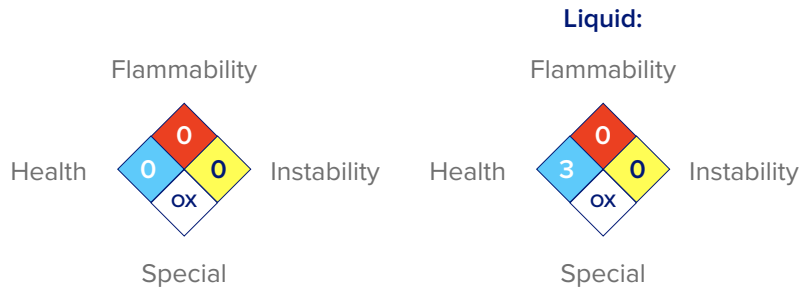 Liquid:
Flammability Flammability
0 0
Health 0 0 Instability Health 3 0 Instability
OX OX
Special Special